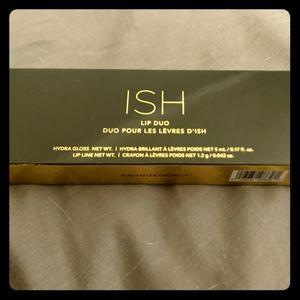 ISH
LIP DUO
DUO POUR LES LÈVRES D'ISH
HYDRA GLOSS NET WT. | HYDRA BRILLANT À LÈVRES POIDS NET 5 mL / 0.17 fl. oz.
LIP LINE NET WT. | CRAYON À LÈVRES POIDS NET 1.2 g / 0.042 oz.